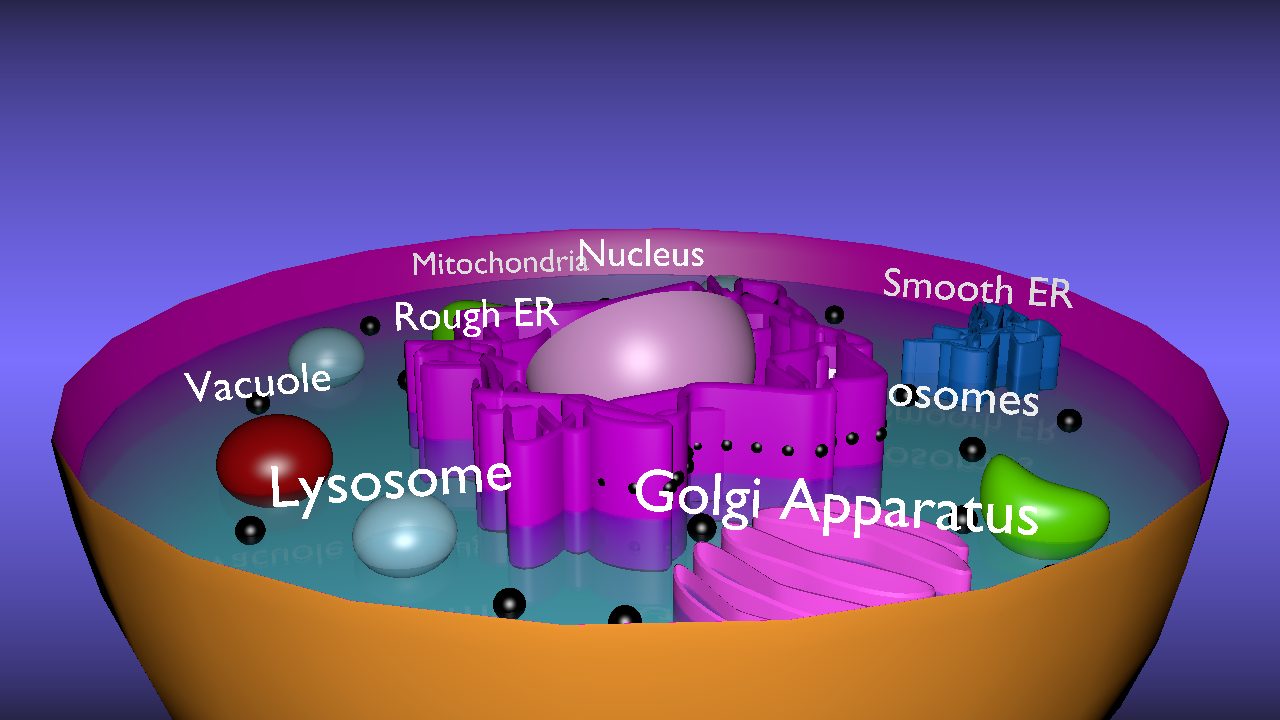 Mitochondria
Nucleus
Smooth ER
Rough ER
Vacuole
osomes
Lysosome
Golgi Apparatus